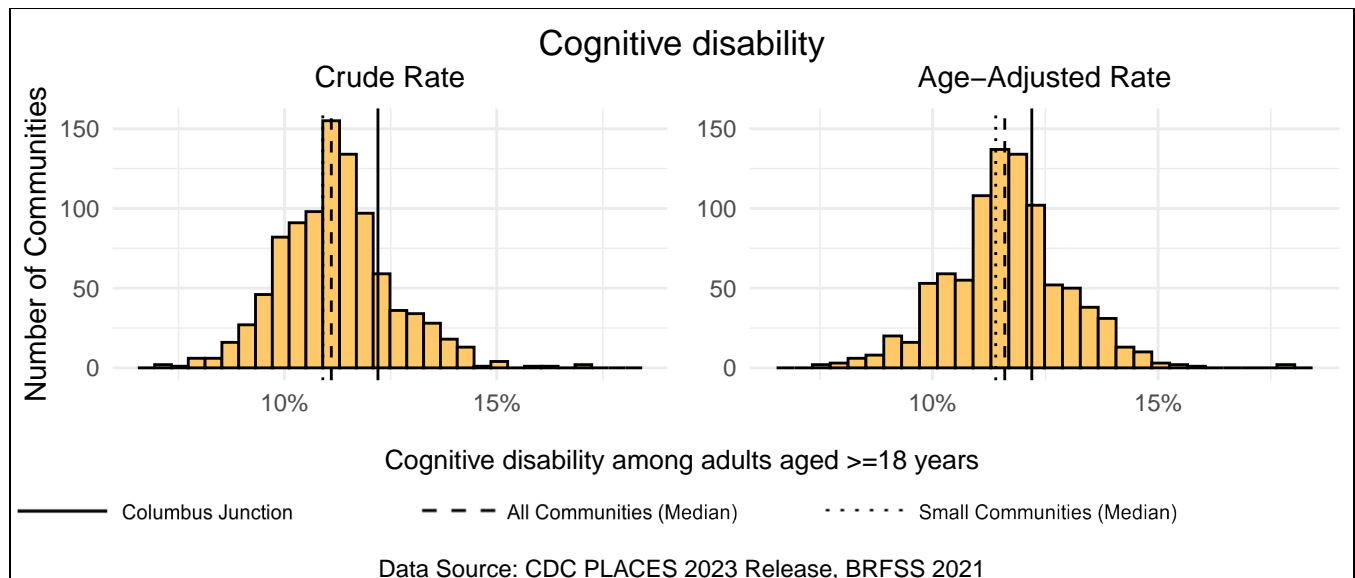 Cognitive disability
Crude Rate
Age−Adjusted Rate
Number of Communities
150
100
50
0
10%
15%
150
100
50
0
10%
15%
Cognitive disability among adults aged >=18 years
Columbus Junction
All Communities (Median)
Small Communities (Median)
Data Source: CDC PLACES 2023 Release, BRFSS 2021